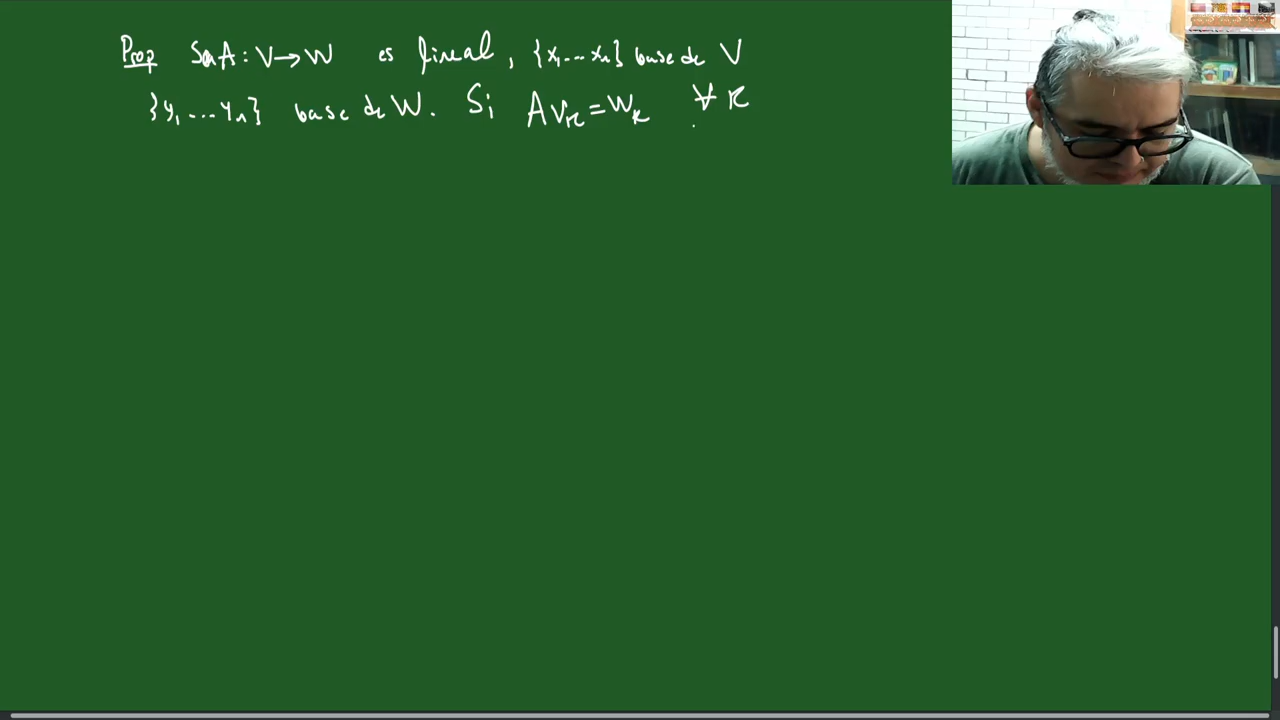 Prop Sea A: V→W es lineal, {x₁...xₙ} base de V
{y₁...yₙ} base de W. Si Avₖ=wₖ ∀ k